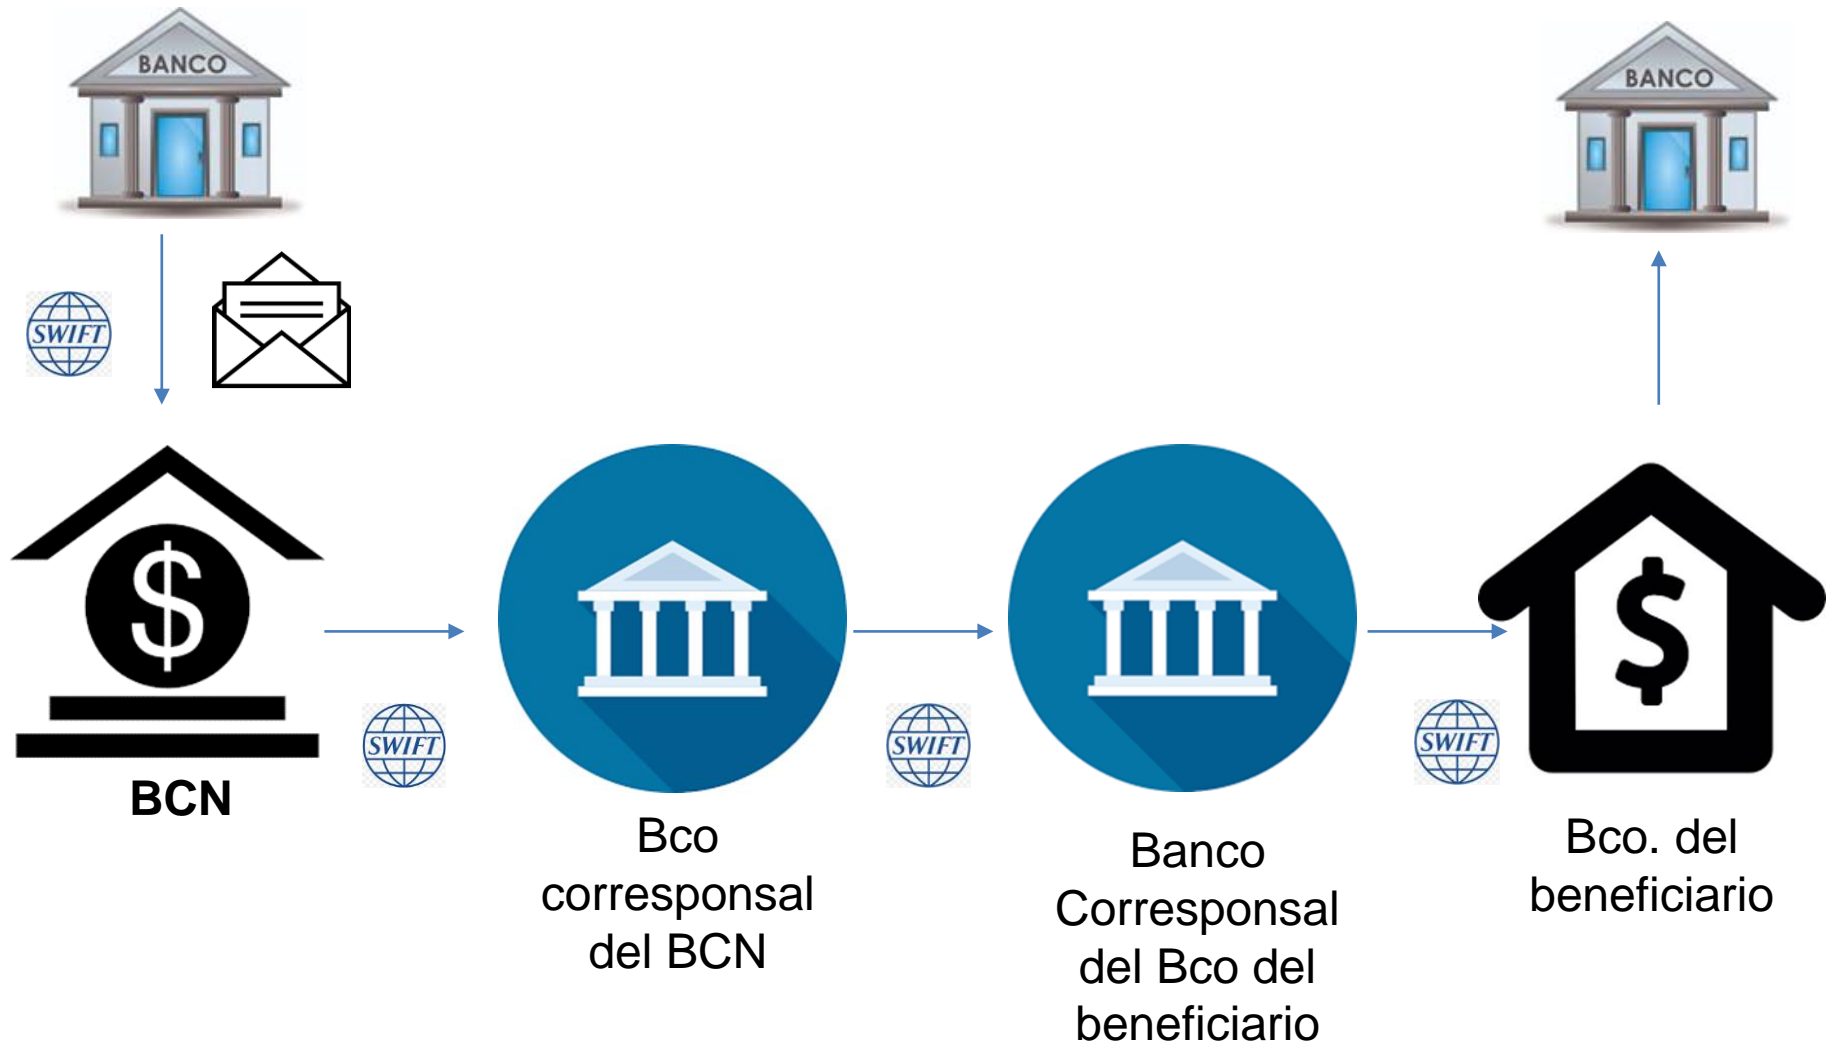 BANCO
BANCO
SWIFT
SWIFT
SWIFT
SWIFT
BCN
Bco
corresponsal
del BCN
Banco
Corresponsal
del Bco del
beneficiario
Bco. del
beneficiario